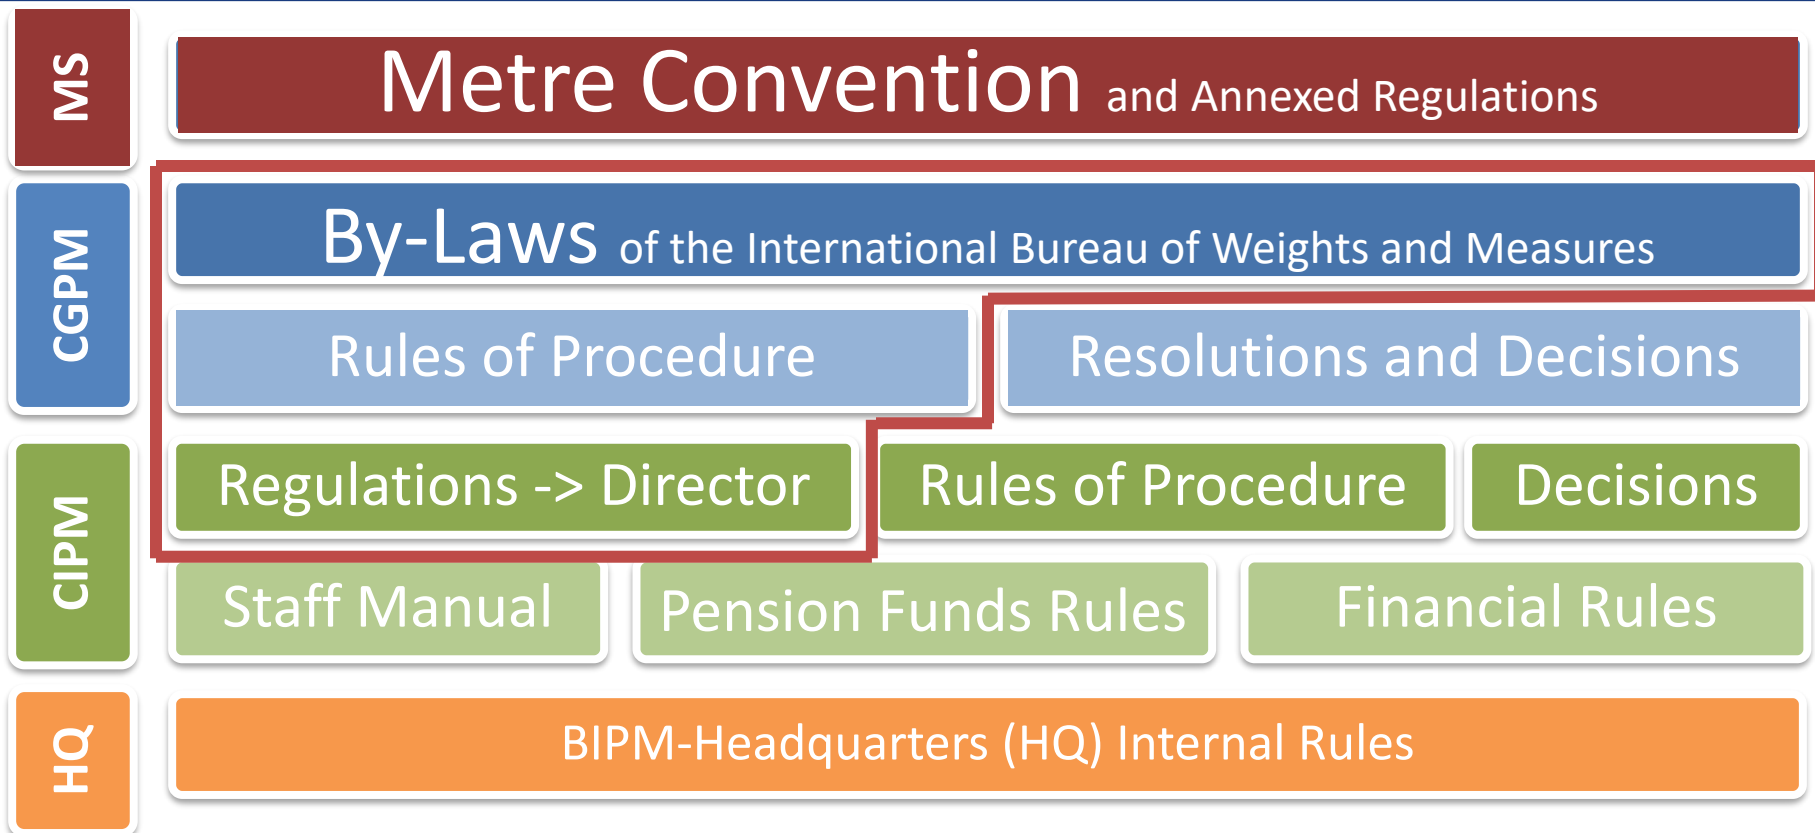 MS
Metre Convention and Annexed Regulations
CGPM
By-Laws of the International Bureau of Weights and Measures
Rules of Procedure
Resolutions and Decisions
CIPM
Regulations -> Director
Rules of Procedure
Decisions
Staff Manual
Pension Funds Rules
Financial Rules
HQ
BIPM-Headquarters (HQ) Internal Rules